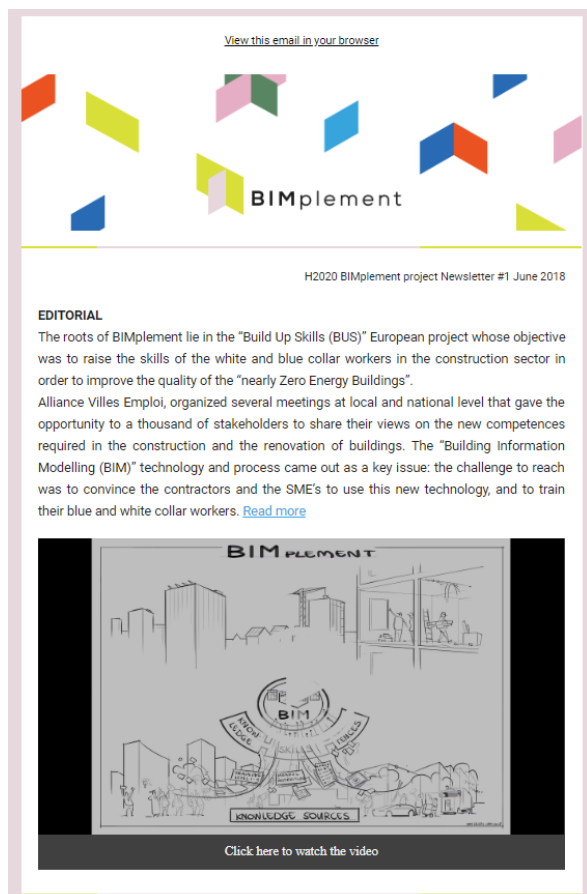 View this email in your browser
BIMplement
H2020 BIMplement project Newsletter #1 June 2018
EDITORIAL
The roots of BIMplement lie in the “Build Up Skills (BUS)” European project whose objective
was to raise the skills of the white and blue collar workers in the construction sector in
order to improve the quality of the “nearly Zero Energy Buildings”.
Alliance Villes Emploi, organized several meetings at local and national level that gave the
opportunity to a thousand of stakeholders to share their views on the new competences
required in the construction and the renovation of buildings. The “Building Information
Modelling (BIM)” technology and process came out as a key issue: the challenge to reach
was to convince the contractors and the SME’s to use this new technology, and to train
their blue and white collar workers. Read more
BIMPLEMENT
BIM
KNOW
LEDGE
SKILLS
KNOWLEDGE SOURCES
Click here to watch the video